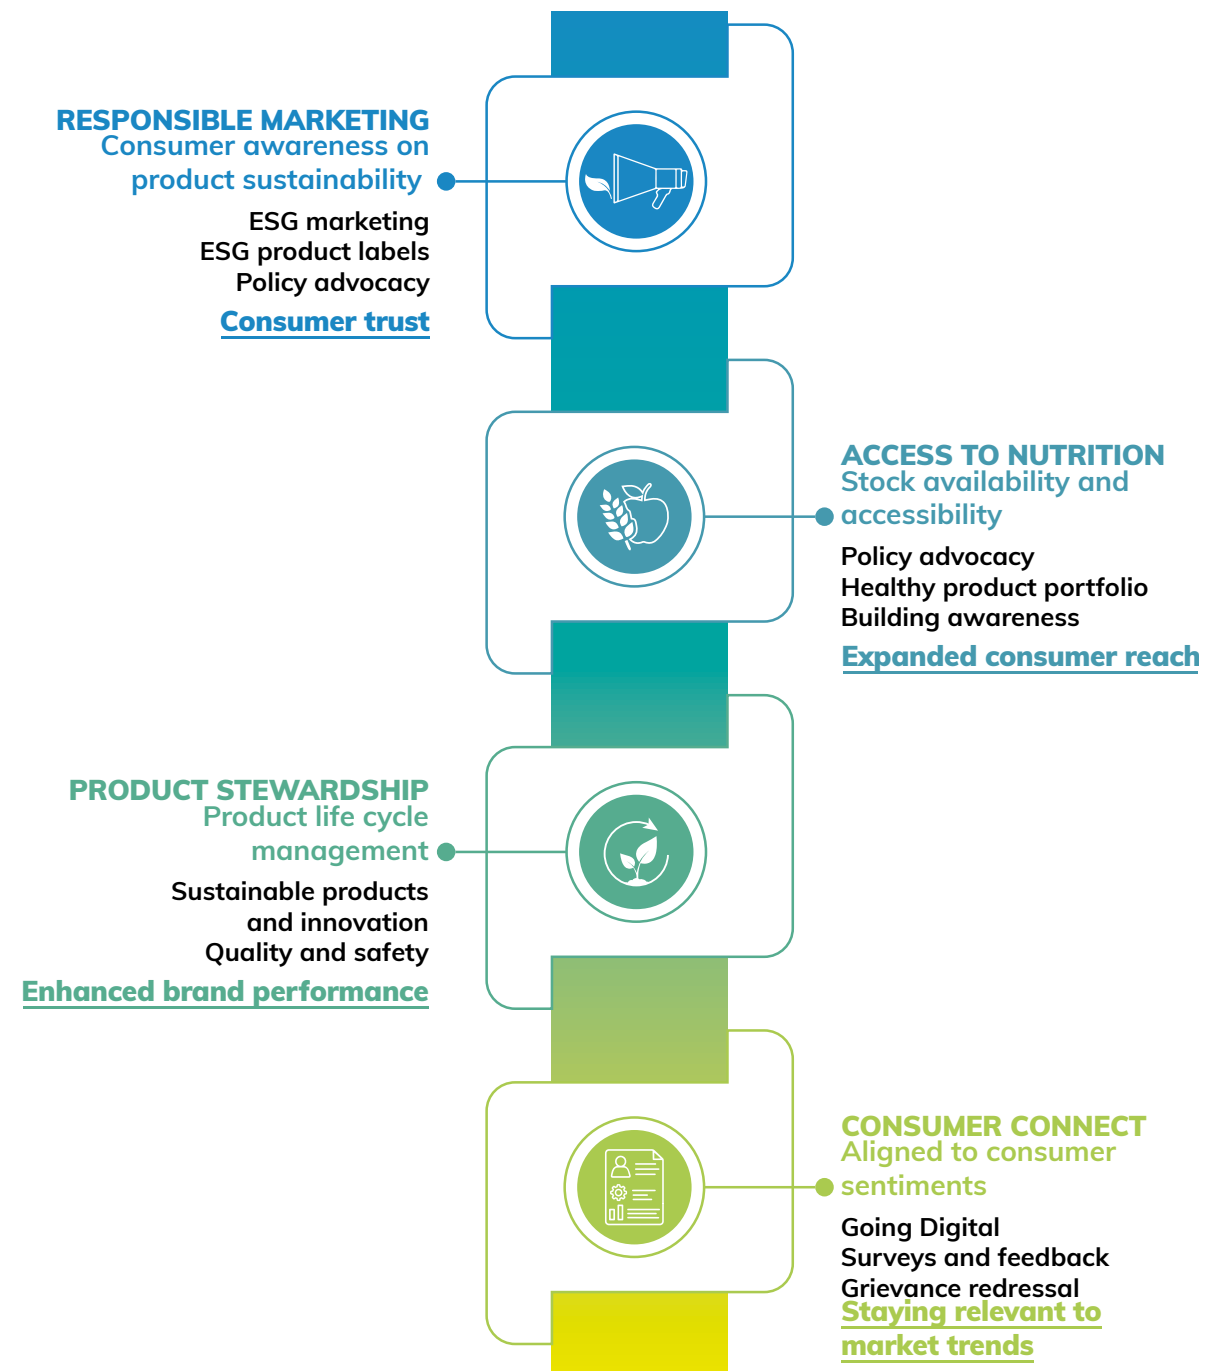 RESPONSIBLE MARKETING
Consumer awareness on
product sustainability
ESG marketing
ESG product labels
Policy advocacy
Consumer trust
ACCESS TO NUTRITION
Stock availability and
accessibility
Policy advocacy
Healthy product portfolio
Building awareness
Expanded consumer reach
PRODUCT STEWARDSHIP
Product life cycle
management
Sustainable products
and innovation
Quality and safety
Enhanced brand performance
CONSUMER CONNECT
Aligned to consumer
sentiments
Going Digital
Surveys and feedback
Grievance redressal
Staying relevant to
market trends